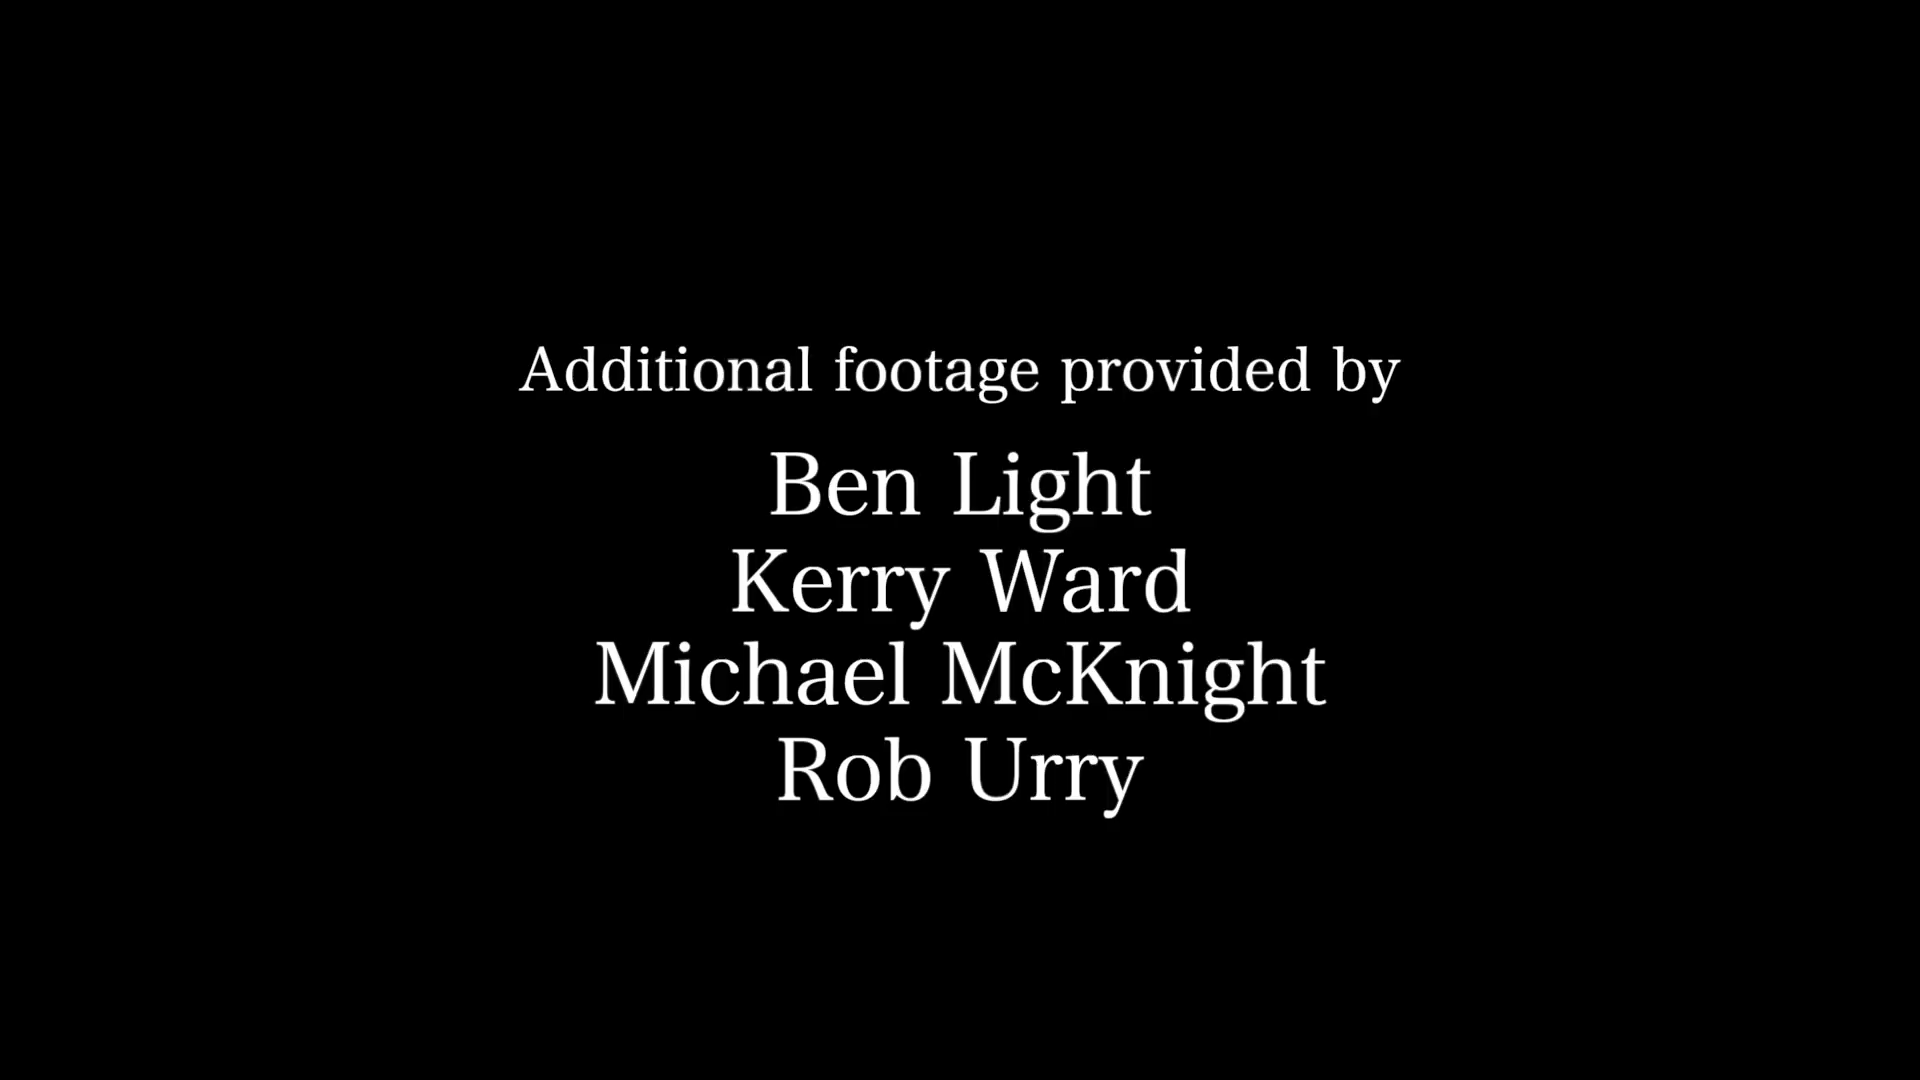 Additional footage provided by
Ben Light
Kerry Ward
Michael McKnight
Rob Urry